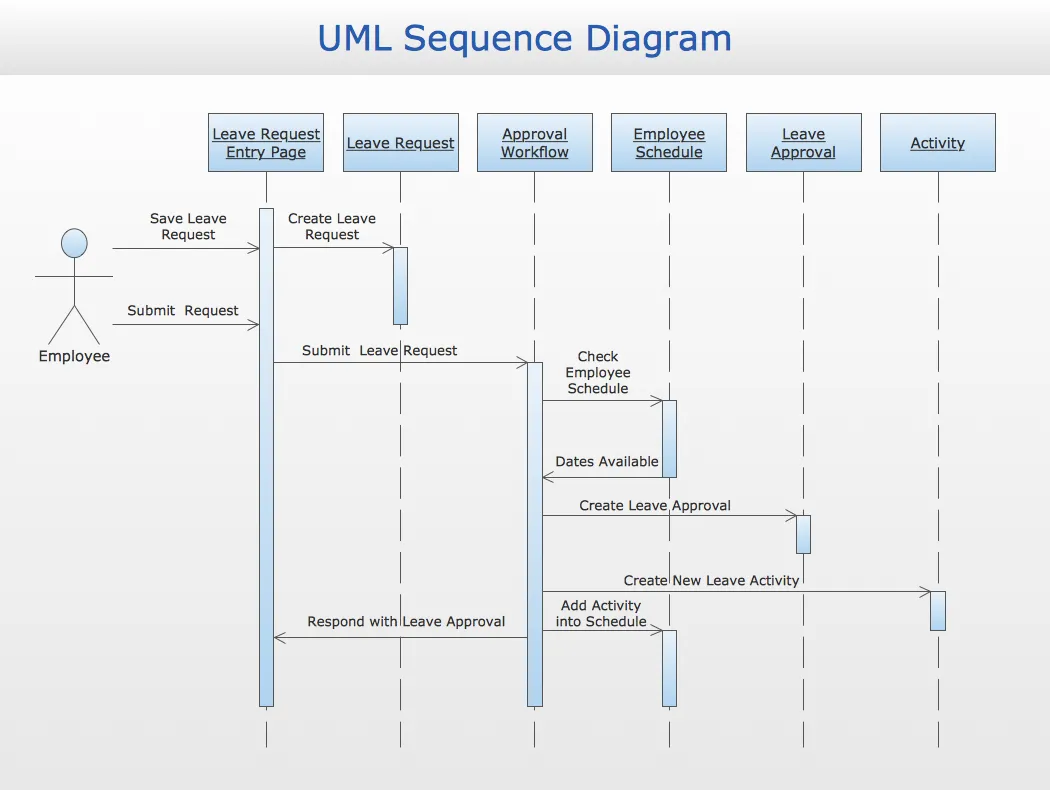 UML Sequence Diagram
Leave Request
Entry Page
Leave Request
Approval
Workflow
Employee
Schedule
Leave
Approval
Activity
Save Leave
Request
Create Leave
Request
Submit Request
Employee
Submit Leave Request
Check
Employee
Schedule
Dates Available
Create Leave Approval
Create New Leave Activity
Add Activity
into Schedule
Respond with Leave Approval